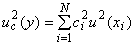 u_c^2(y) = \sum_{i=1}^{N} c_i^2 u^2(x_i)